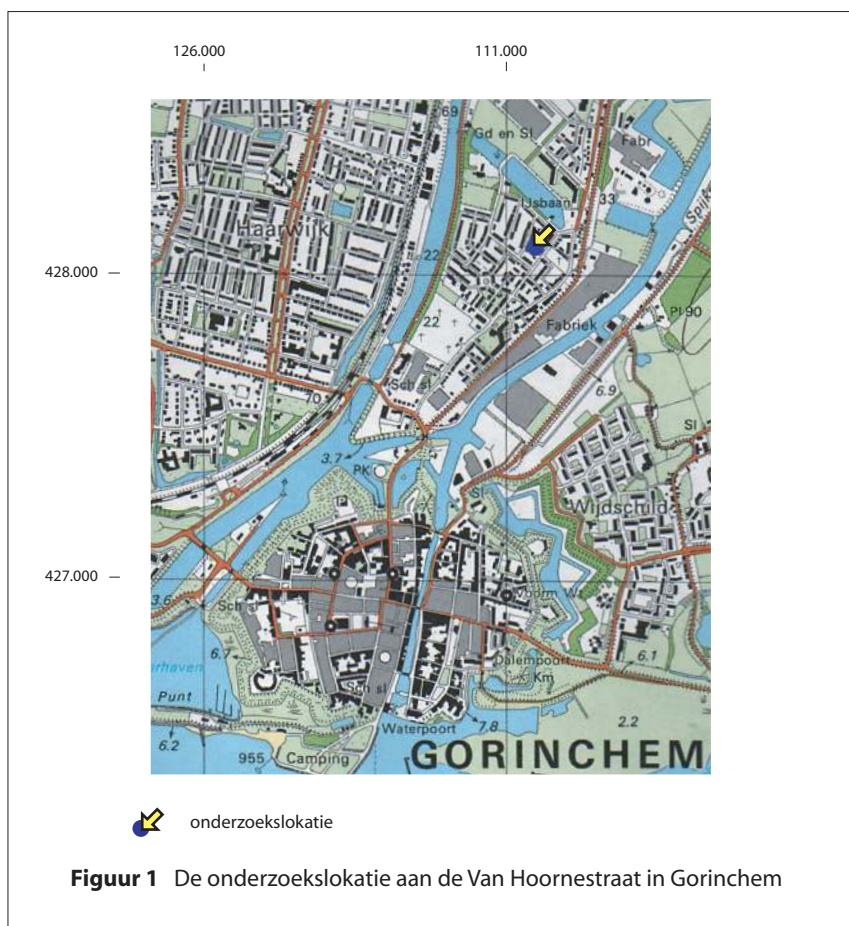 126.000 111.000
69
Gd en Sl
Fabr
IJsbaan
33
Haarwijk
22
428.000
22
Pl 90
Fabriek
Sch sl
6.9
70
Sl
3.7
PK
Sl
Wijdschild
P
427.000
3.6
Sch sl
Voorm Wt
6.7
Dalempoort
6.1
Km
Punt
Sch sl
7.8
2.2
Waterpoort
6.2
955 Camping
GORINCHEM
onderzoekslokatie
Figuur 1 De onderzoekslokatie aan de Van Hoornestraat in Gorinchem